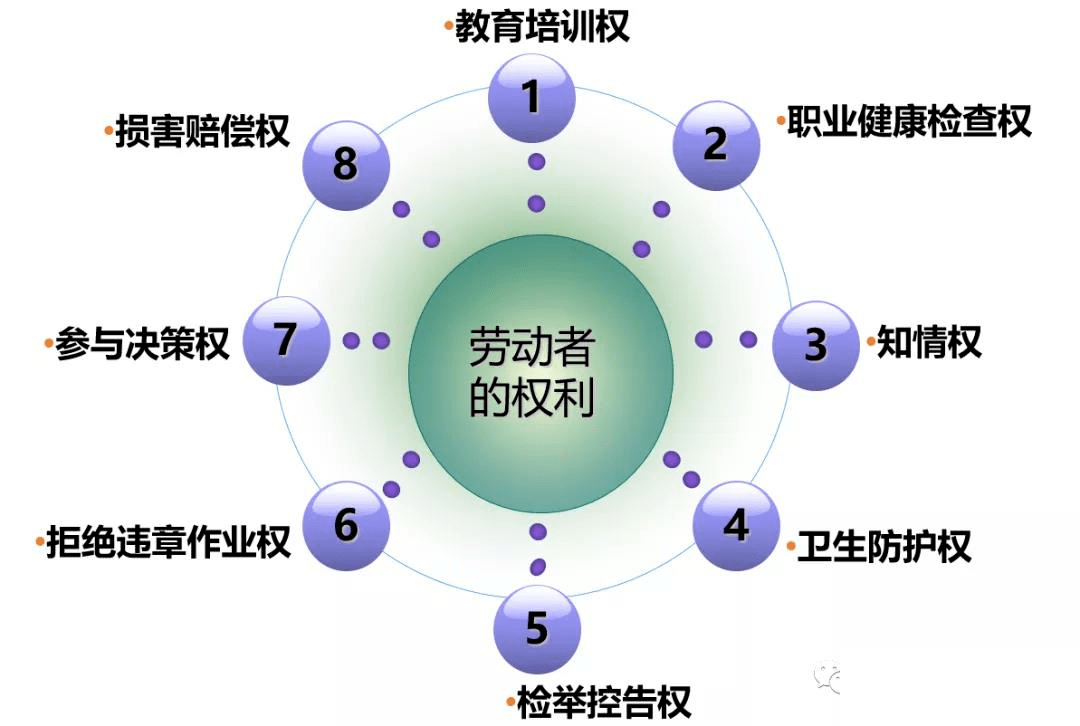 •教育培训权
1
2
•职业健康检查权
3
•知情权
4
•卫生防护权
5
•检举控告权
6
•拒绝违章作业权
7
•参与决策权
8
•损害赔偿权
劳动者
的权利